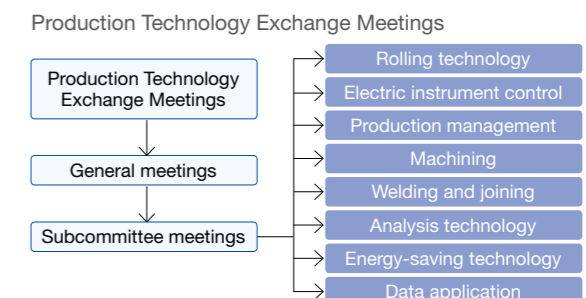 Production Technology Exchange Meetings
Production Technology
Exchange Meetings
General meetings
Subcommittee meetings
Rolling technology
Electric instrument control
Production management
Machining
Welding and joining
Analysis technology
Energy-saving technology
Data application